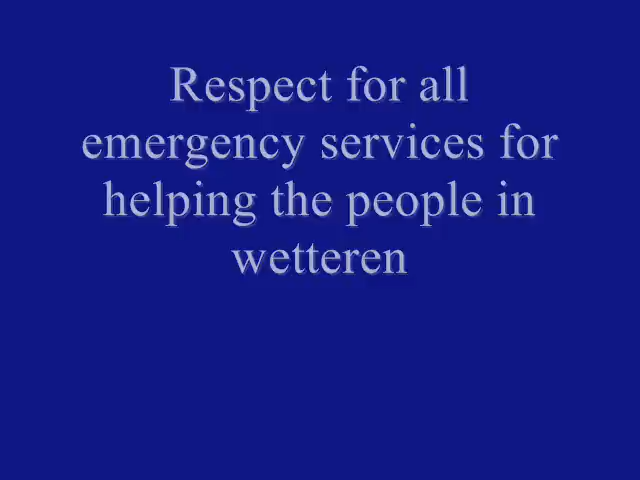 Respect for all
emergency services for
helping the people in
wetteren